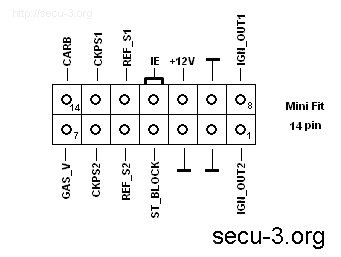 http://secu-3.org
CARB
CKPS1
REF_S1
IE
+12V
IGN_OUT1
14
8
7
1
Mini Fit
14 pin
GAS_V
CKPS2
REF_S2
ST_BLOCK
IGN_OUT2
secu-3.org